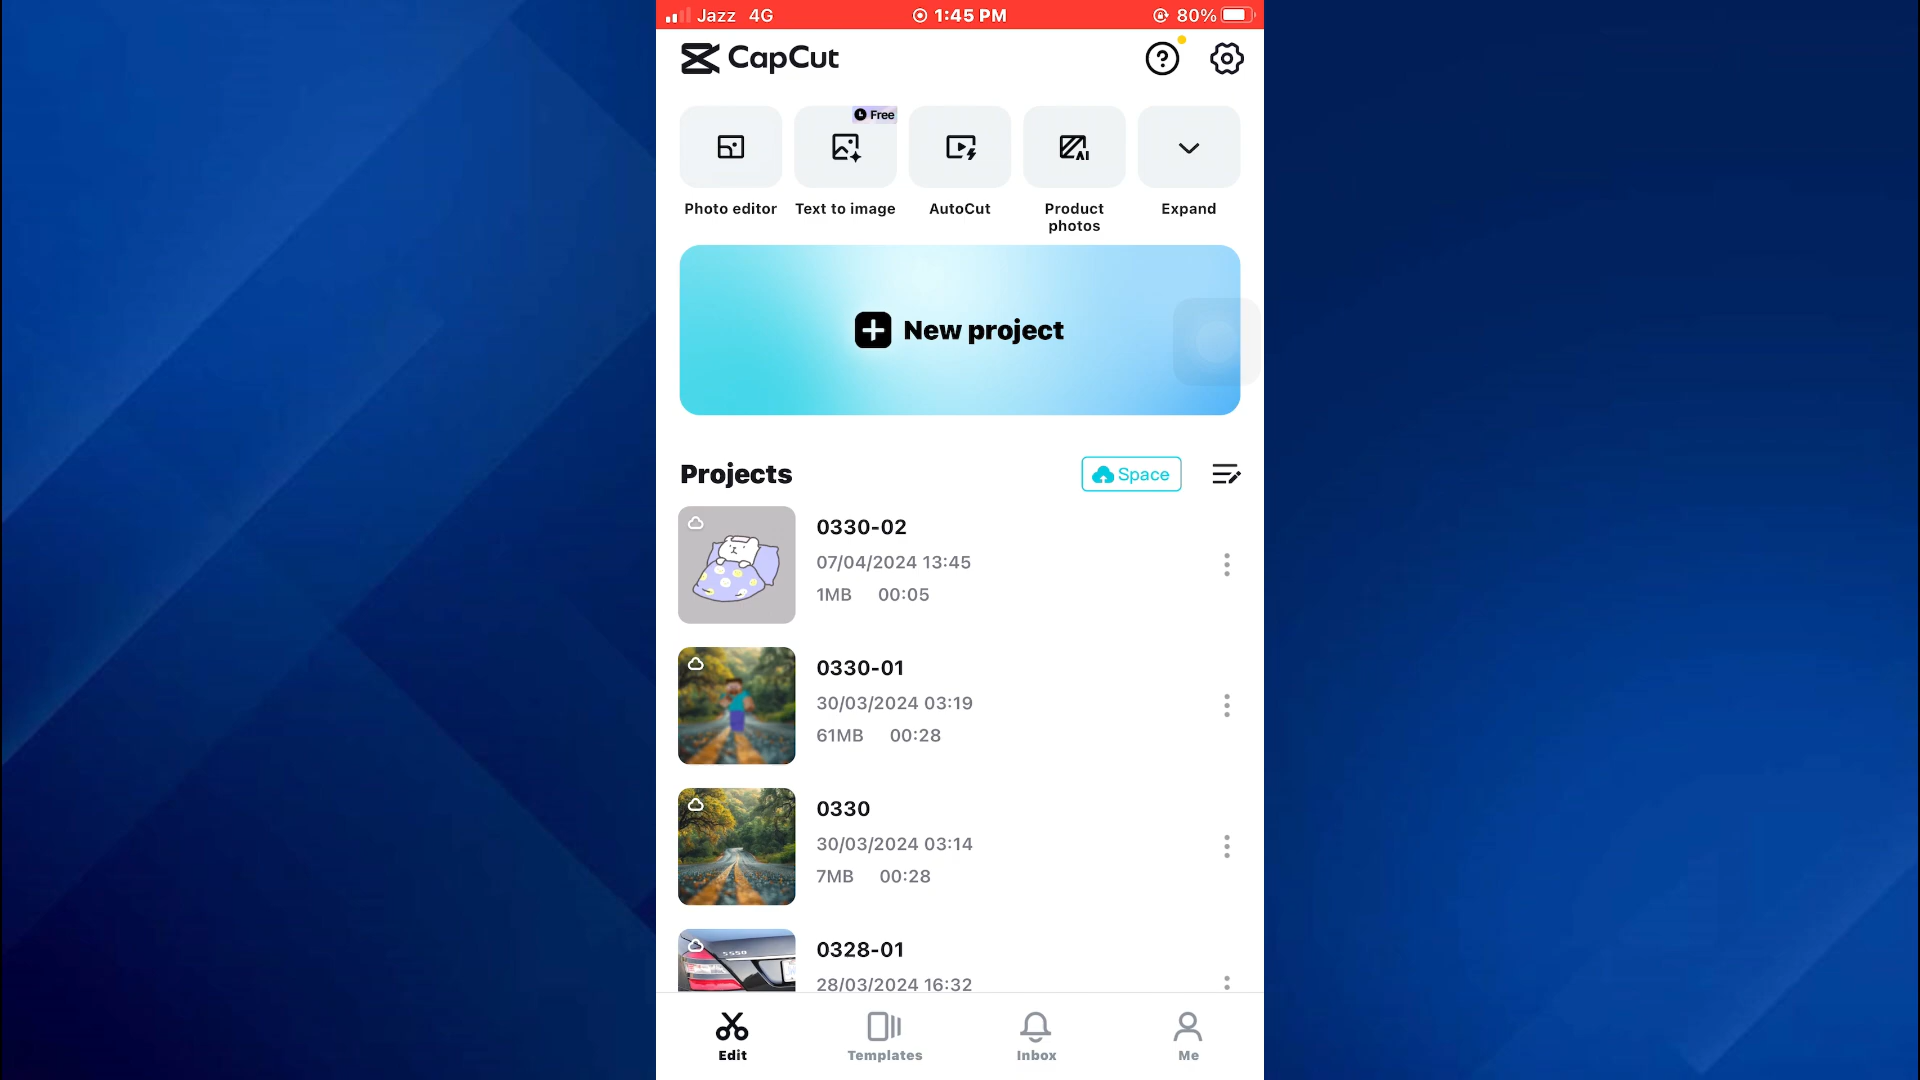 Jazz 4G 1:45 PM 80%
CapCut
Free
Photo editor Text to image AutoCut Product photos Expand
New project
Projects Space
0330-02
07/04/2024 13:45
1MB 00:05
0330-01
30/03/2024 03:19
61MB 00:28
0330
30/03/2024 03:14
7MB 00:28
S550
0328-01
28/03/2024 16:32
Edit Templates Inbox Me